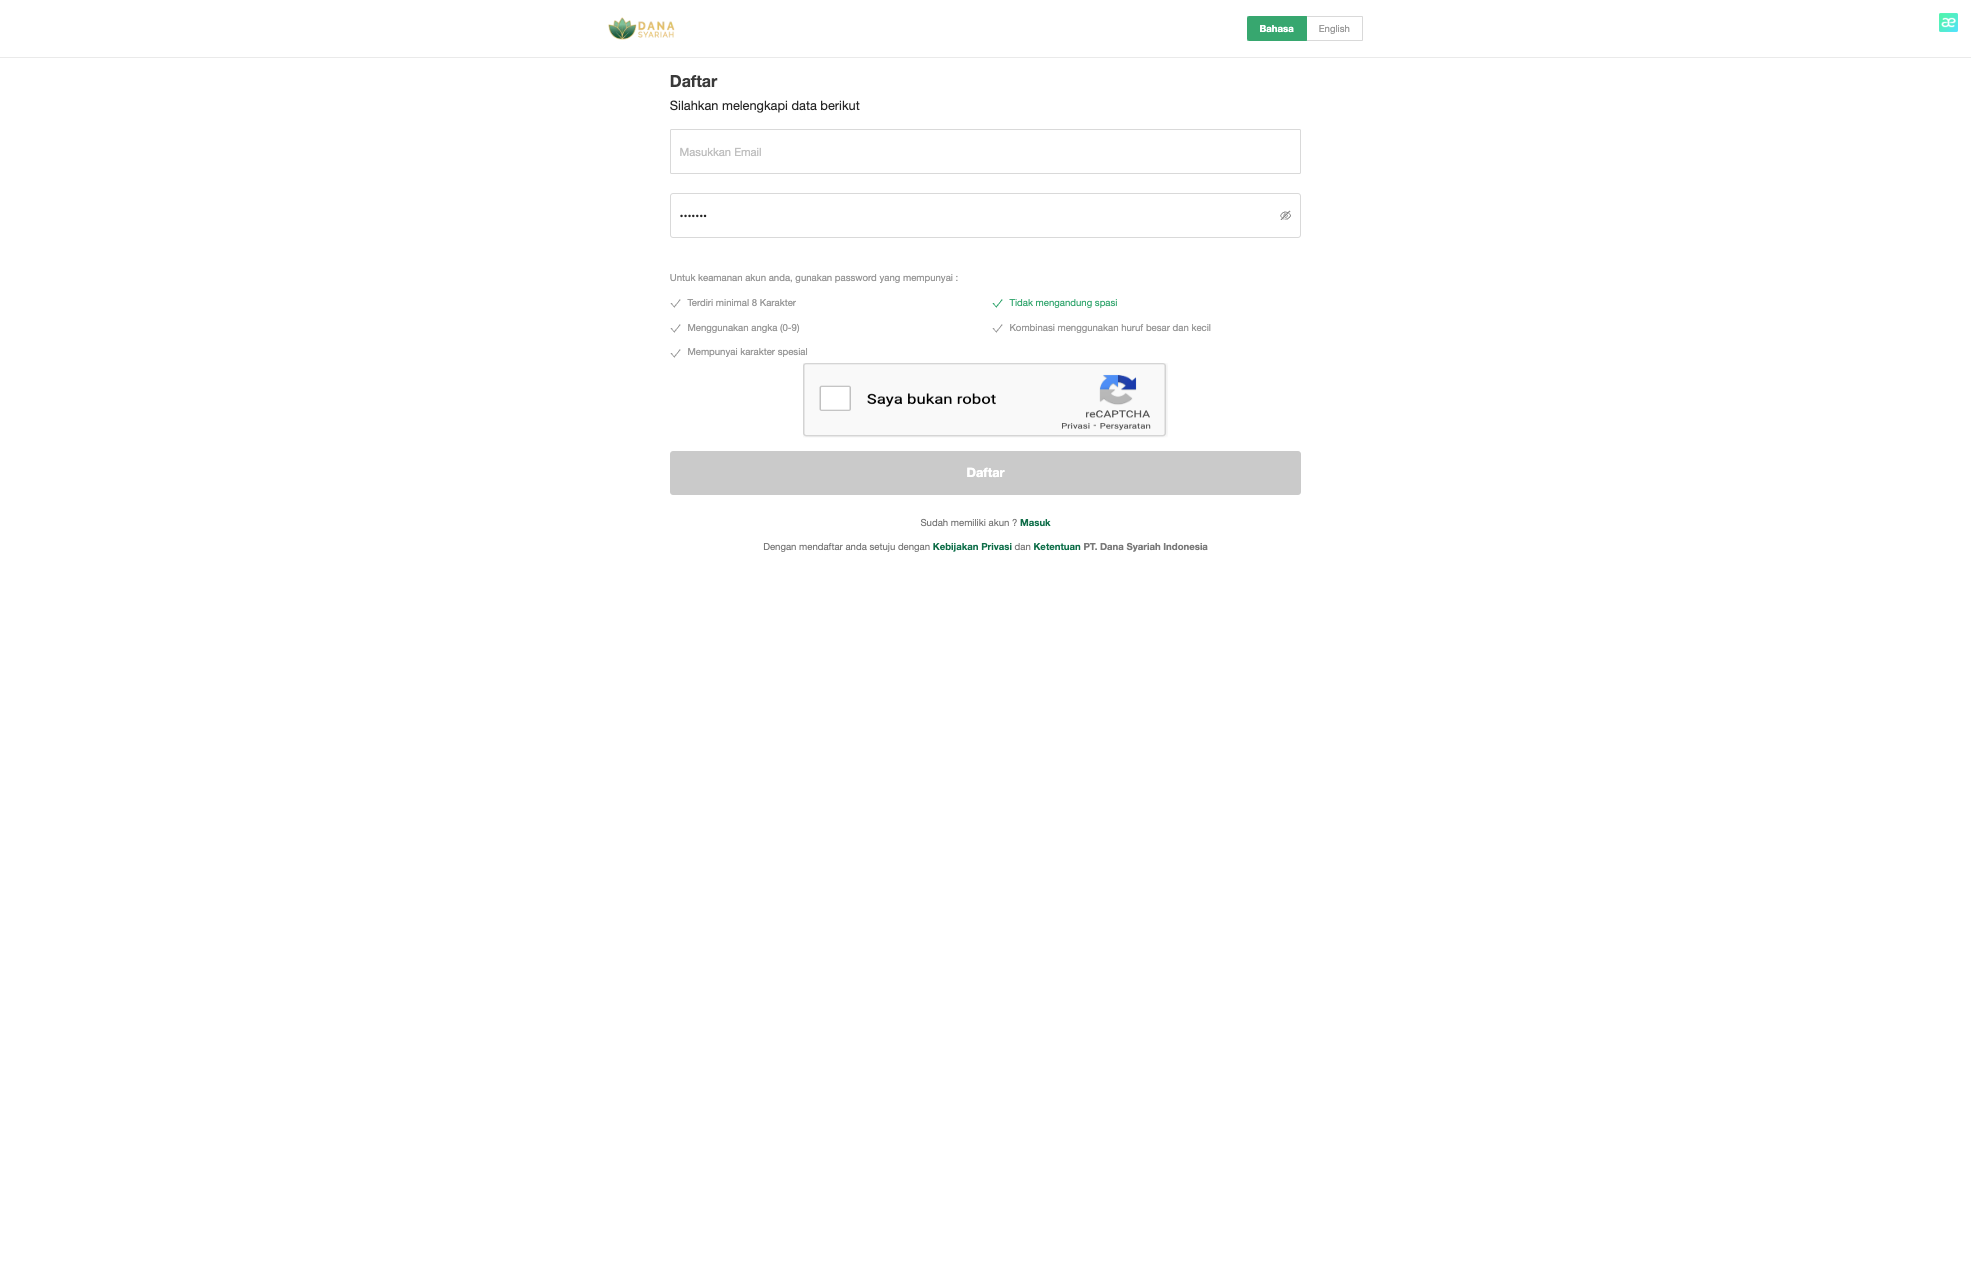 DANA
SYARIAH
Bahasa
English
æ
Daftar
Silahkan melengkapi data berikut
Masukkan Email
•••••••
Untuk keamanan akun anda, gunakan password yang mempunyai :
Terdiri minimal 8 Karakter
Tidak mengandung spasi
Menggunakan angka (0-9)
Kombinasi menggunakan huruf besar dan kecil
Mempunyai karakter spesial
Saya bukan robot
reCAPTCHA
Privasi - Persyaratan
Daftar
Sudah memiliki akun ? Masuk
Dengan mendaftar anda setuju dengan Kebijakan Privasi dan Ketentuan PT. Dana Syariah Indonesia